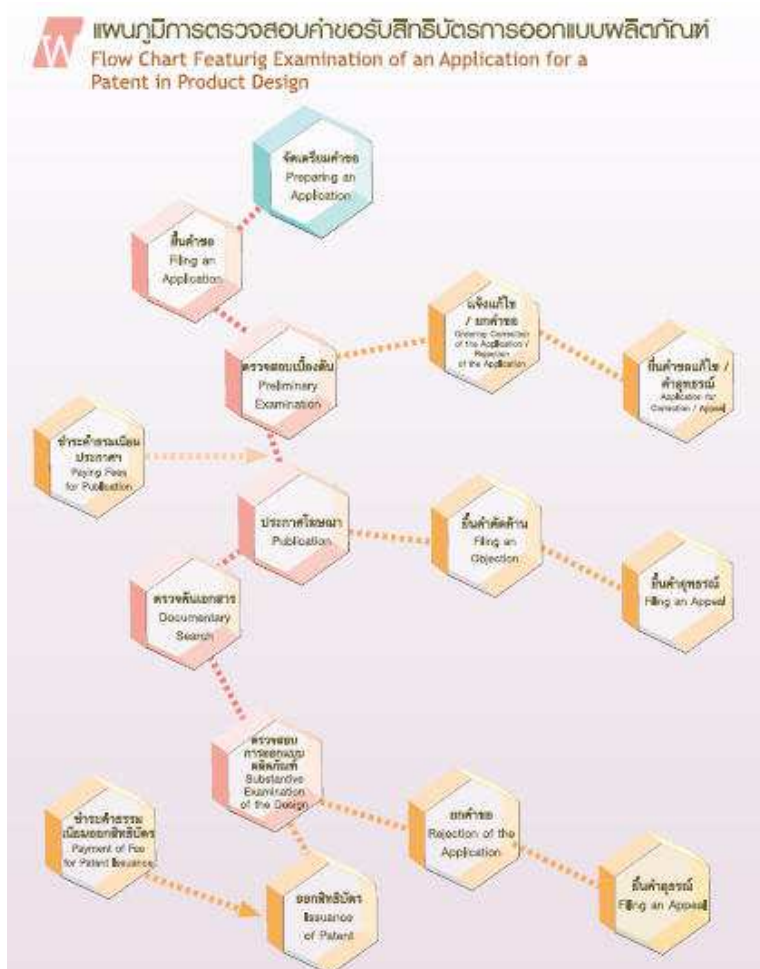 W
แผนภูมิการตรวจสอบคำขอรับสิทธิบัตรการออกแบบผลิตภัณฑ์
Flow Chart Featurig Examination of an Application for a
Patent in Product Design
จัดเตรียมคำขอ
Preparing an
Application
ยื่นคำขอ
Filing an
Application
แจ้งแก้ไข
/ ยกคำขอ
Ordering Correction
of the Application /
Rejection
of the Application
ตรวจสอบเบื้องต้น
Preliminary
Examination
ยื่นคำขอแก้ไข /
คำอุทธรณ์
Application for
Correction / Appeal
ชำระค่าธรรมเนียม
ประกาศฯ
Paying Fees
for Publication
ประกาศโฆษณา
Publication
ยื่นคำคัดค้าน
Filing an
Objection
ยื่นคำอุทธรณ์
Filing an Appeal
ตรวจค้นเอกสาร
Documentary
Search
ตรวจสอบ
การออกแบบ
ผลิตภัณฑ์
Substantive
Examination
of the Design
ชำระค่าธรรม
เนียมออกสิทธิบัตร
Payment of Fee
for Patent Issuance
ยกคำขอ
Rejection of the
Application
ออกสิทธิบัตร
Issuance
of Patent
ยื่นคำอุธรณ์
Filing an Appeal